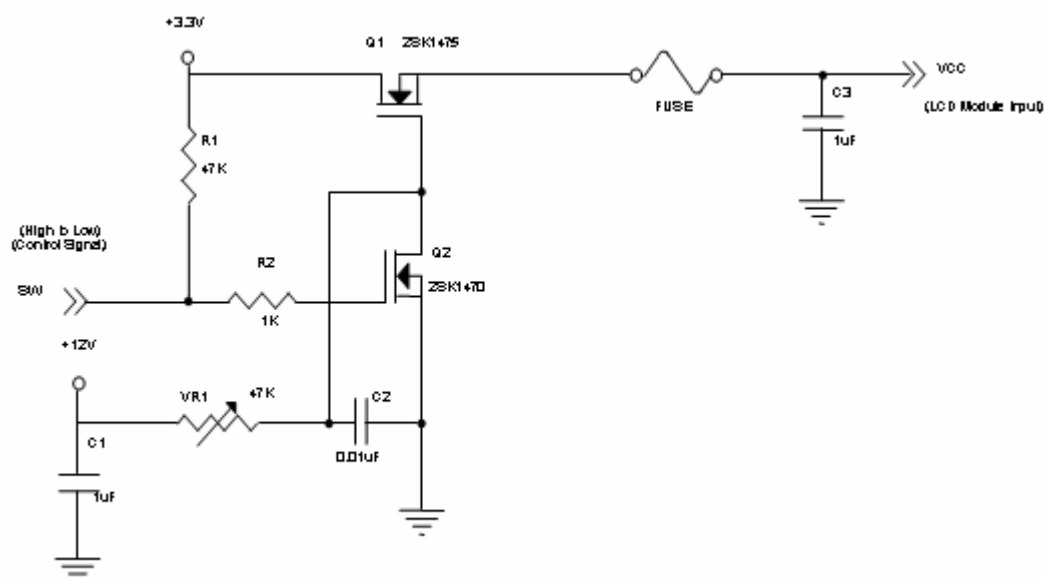 +3.3V
Q1 2SK1475
VCC
(LCD Module Input)
FUSE
C3
1uF
R1
47K
(High to Low)
(Control Signal)
SW
R2
1K
Q2
2SK1470
+12V
VR1
47K
C2
0.01uF
C1
1uF